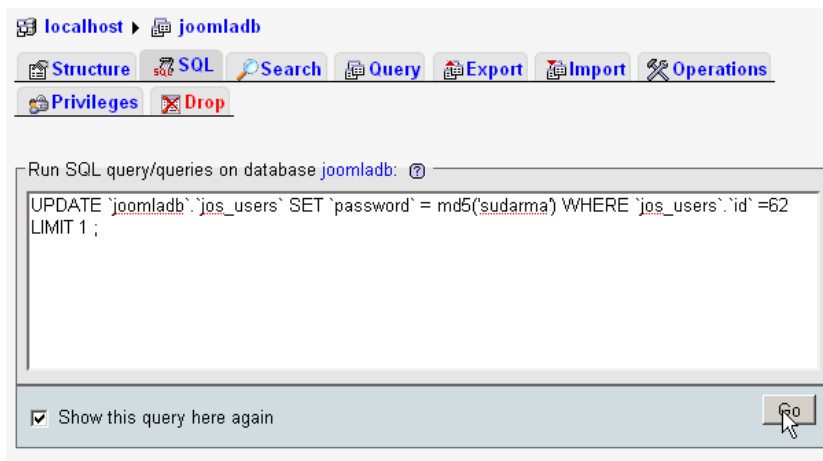 localhost ▸ joomladb
Structure SQL Search Query Export Import Operations
Privileges Drop
Run SQL query/queries on database joomladb:
UPDATE `joomladb`.`jos_users` SET `password` = md5('sudarma') WHERE `jos_users`.`id` =62
LIMIT 1 ;
Show this query here again
Go